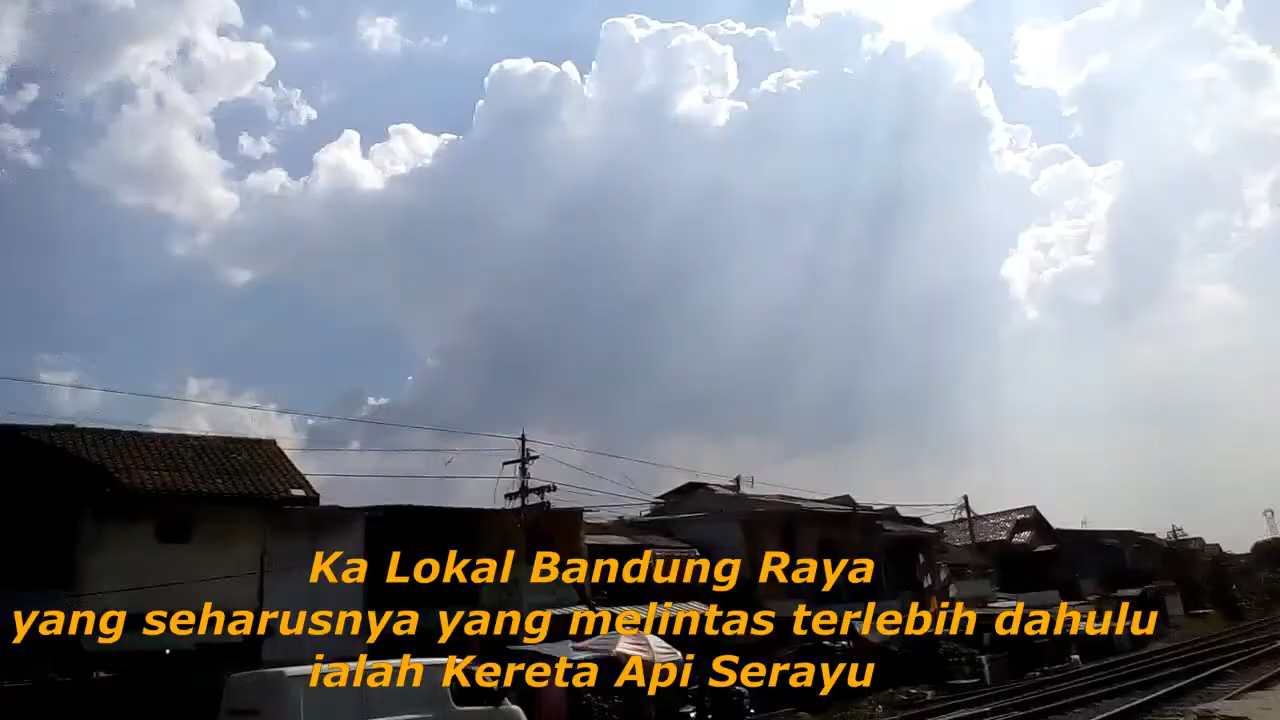 Ka Lokal Bandung Raya
yang seharusnya yang melintas terlebih dahulu
ialah Kereta Api Serayu